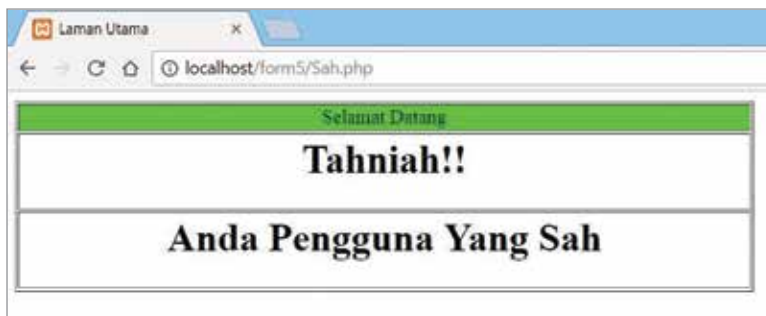 Laman Utama
localhost/form5/Sah.php
Selamat Datang
Tahniah!!
Anda Pengguna Yang Sah